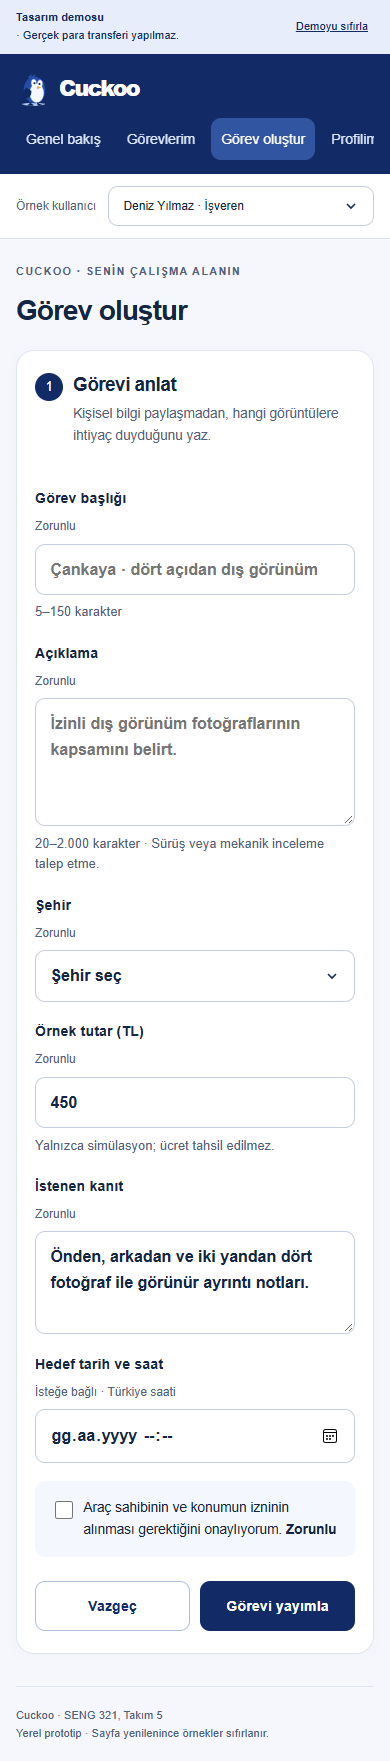 Tasarım demosu
· Gerçek para transferi yapılmaz.
Demoyu sıfırla
Cuckoo
Genel bakış
Görevlerim
Görev oluştur
Profilim
Örnek kullanıcı
Deniz Yılmaz · İşveren
CUCKOO · SENİN ÇALIŞMA ALANIN
Görev oluştur
1
Görevi anlat
Kişisel bilgi paylaşmadan, hangi görüntülere
ihtiyaç duyduğunu yaz.
Görev başlığı
Zorunlu
Çankaya · dört açıdan dış görünüm
5–150 karakter
Açıklama
Zorunlu
İzinli dış görünüm fotoğraflarının
kapsamını belirt.
20–2.000 karakter · Sürüş veya mekanik inceleme
talep etme.
Şehir
Zorunlu
Şehir seç
Örnek tutar (TL)
Zorunlu
450
Yalnızca simülasyon; ücret tahsil edilmez.
İstenen kanıt
Zorunlu
Önden, arkadan ve iki yandan dört
fotoğraf ile görünür ayrıntı notları.
Hedef tarih ve saat
İsteğe bağlı · Türkiye saati
gg.aa.yyyy --:--
Araç sahibinin ve konumun izninin
alınması gerektiğini onaylıyorum. Zorunlu
Vazgeç
Görevi yayımla
Cuckoo · SENG 321, Takım 5
Yerel prototip · Sayfa yenilenince örnekler sıfırlanır.